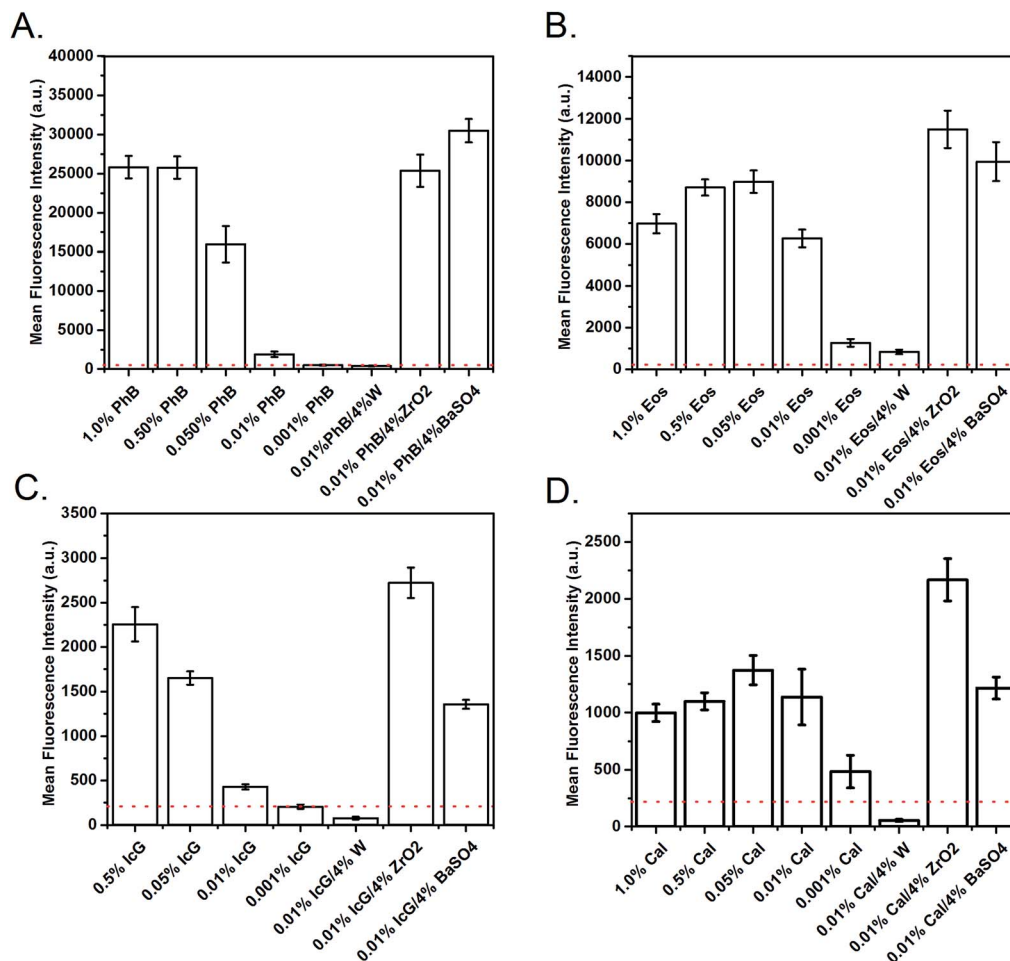 A.
Mean Fluorescence Intensity (a.u.)
40000
35000
30000
25000
20000
15000
10000
5000
0
1.0% PhB
0.50% PhB
0.050% PhB
0.01% PhB
0.001% PhB
0.01%PhB/4%W
0.01% PhB/4%ZrO2
0.01% PhB/4%BaSO4
B.
Mean Fluorescence Intensity (a.u.)
14000
12000
10000
8000
6000
4000
2000
0
1.0% Eos
0.5% Eos
0.05% Eos
0.01% Eos
0.001% Eos
0.01% Eos/4% W
0.01% Eos/4% ZrO2
0.01% Eos/4% BaSO4
C.
Mean Fluorescence Intensity (a.u.)
3500
3000
2500
2000
1500
1000
500
0
0.5% IcG
0.05% IcG
0.01% IcG
0.001% IcG
0.01% IcG/4% W
0.01% IcG/4% ZrO2
0.01% IcG/4% BaSO4
D.
Mean Fluorescence Intensity (a.u.)
2500
2000
1500
1000
500
0
1.0% Cal
0.5% Cal
0.05% Cal
0.01% Cal
0.001% Cal
0.01% Cal/4% W
0.01% Cal/4% ZrO2
0.01% Cal/4% BaSO4